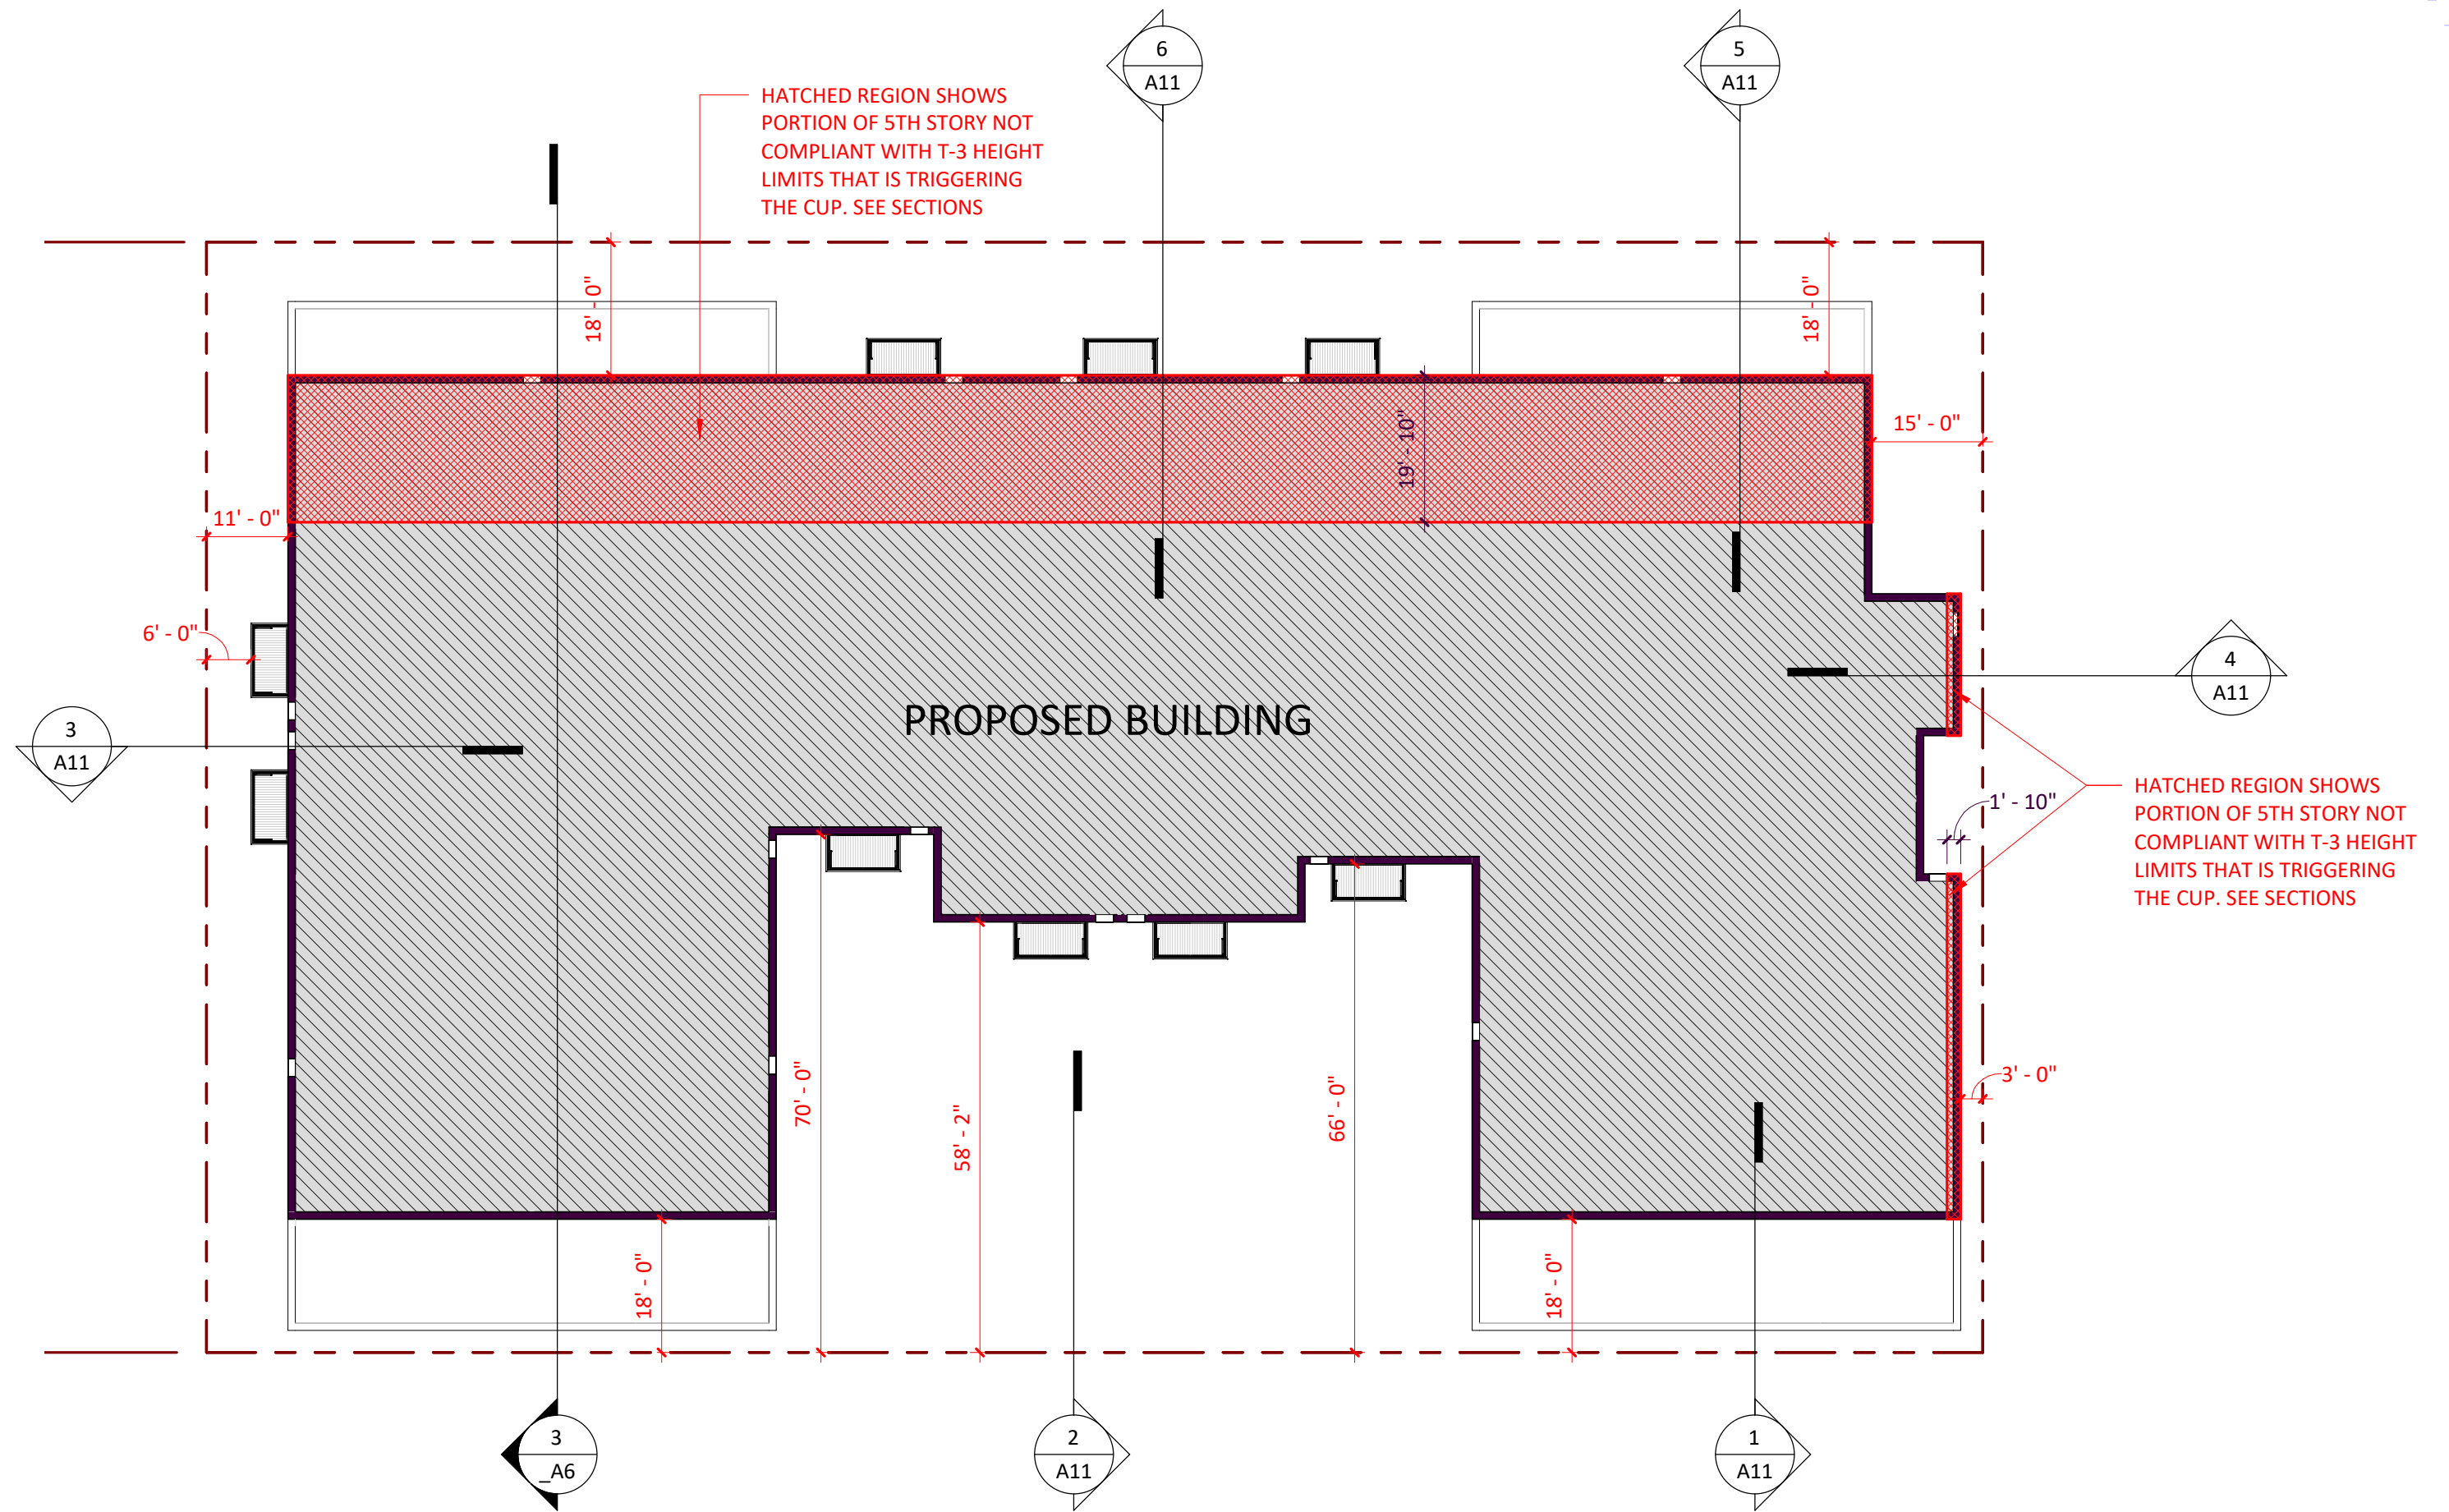 6
A11
5
A11
HATCHED REGION SHOWS
PORTION OF 5TH STORY NOT
COMPLIANT WITH T-3 HEIGHT
LIMITS THAT IS TRIGGERING
THE CUP. SEE SECTIONS
18' - 0"
18' - 0"
19' - 10"
15' - 0"
11' - 0"
6' - 0"
4
A11
PROPOSED BUILDING
3
A11
1' - 10"
HATCHED REGION SHOWS
PORTION OF 5TH STORY NOT
COMPLIANT WITH T-3 HEIGHT
LIMITS THAT IS TRIGGERING
THE CUP. SEE SECTIONS
70' - 0"
58' - 2"
66' - 0"
3' - 0"
18' - 0"
18' - 0"
3
_A6
2
A11
1
A11